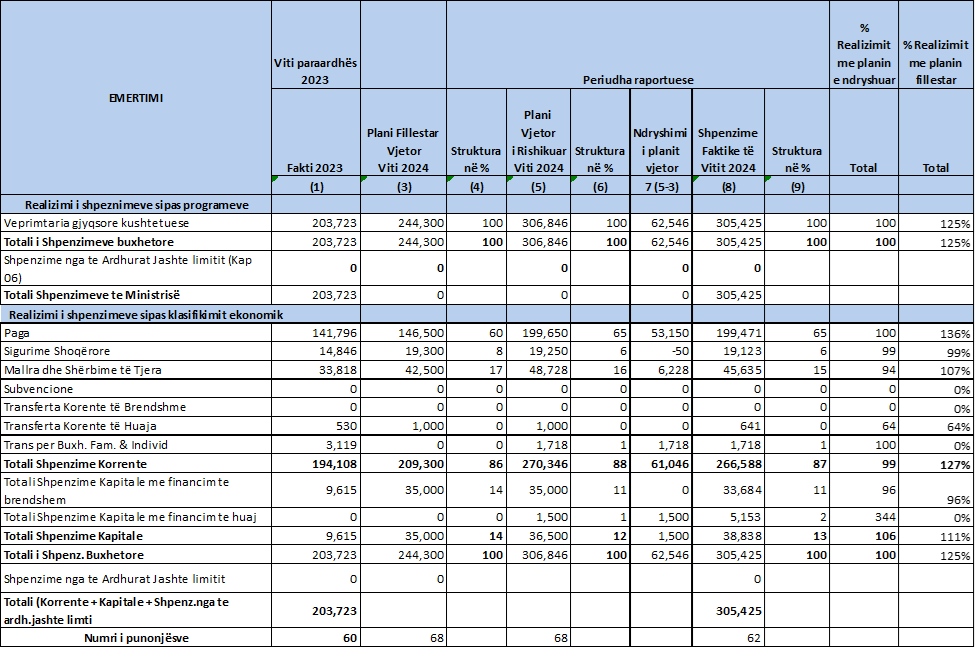 EMERTIMI
Viti paraardhës 2023
Periudha raportuese
% Realizimit me planin e ndryshuar
% Realizimit me planin fillestar
Fakti 2023
Plani Fillestar Vjetor Viti 2024
Struktura në %
Plani Vjetor i Rishikuar Viti 2024
Struktura në %
Ndryshimi i planit vjetor
Shpenzime Faktike të Vitit 2024
Struktura në %
Total
Total
(1) (3) (4) (5) (6) 7 (5-3) (8) (9)
Realizimi i shpeznimeve sipas programeve
Veprimtaria gjyqsore kushtetuese 203,723 244,300 100 306,846 100 62,546 305,425 100 100 125%
Totali i Shpenzimeve buxhetore 203,723 244,300 100 306,846 100 62,546 305,425 100 100 125%
Shpenzime nga te Ardhurat Jashte limitit (Kap 06) 0 0 0 0 0
Totali Shpenzimeve te Ministrisë 203,723 0 0 0 305,425
Realizimi i shpenzimeve sipas klasifikimit ekonomik
Paga 141,796 146,500 60 199,650 65 53,150 199,471 65 100 136%
Sigurime Shoqërore 14,846 19,300 8 19,250 6 -50 19,123 6 99 99%
Mallra dhe Shërbime të Tjera 33,818 42,500 17 48,728 16 6,228 45,635 15 94 107%
Subvencione 0 0 0 0 0 0 0 0 0 0%
Transferta Korente të Brendshme 0 0 0 0 0 0 0 0 0 0%
Transferta Korente të Huaja 530 1,000 0 1,000 0 0 641 0 64 64%
Trans per Buxh. Fam. & Individ 3,119 0 0 1,718 1 1,718 1,718 1 100 0%
Totali Shpenzime Korrente 194,108 209,300 86 270,346 88 61,046 266,588 87 99 127%
Totali Shpenzime Kapitale me financim te brendshem 9,615 35,000 14 35,000 11 0 33,684 11 96 96%
Totali Shpenzime Kapitale me financim te huaj 0 0 0 1,500 1 1,500 5,153 2 344 0%
Totali Shpenzime Kapitale 9,615 35,000 14 36,500 12 1,500 38,838 13 106 111%
Totali i Shpenz. Buxhetore 203,723 244,300 100 306,846 100 62,546 305,425 100 100 125%
Shpenzime nga te Ardhurat Jashte limitit 0 0 0
Totali (Korrente + Kapitale + Shpenz.nga te ardh.jashte limti 203,723 305,425
Numri i punonjësve 60 68 68 62